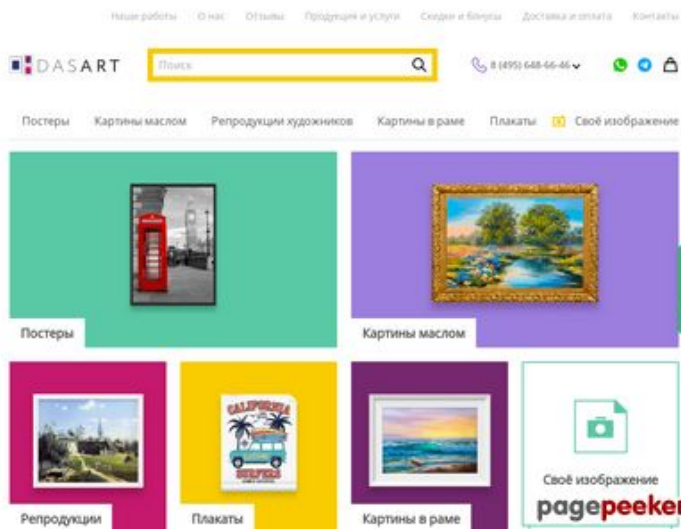 Наши работы О нас Отзывы Продукция и услуги Скидки и бонусы Доставка и оплата Контакты
DASART Поиск 8 (495) 648-66-46
Постеры Картины маслом Репродукции художников Картины в раме Плакаты Своё изображение
Постеры Картины маслом
CALIFORNIA
SURFERS
Своё изображение
Репродукции Плакаты Картины в раме
pagepeeker